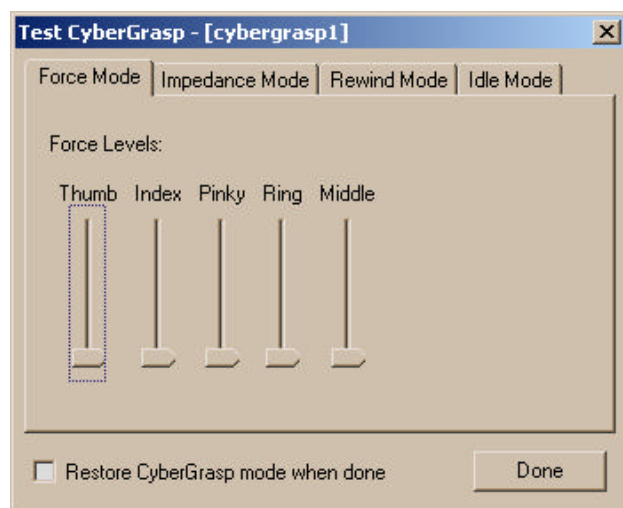 Test CyberGrasp - [cybergrasp1]
Force Mode Impedance Mode Rewind Mode Idle Mode
Force Levels:
Thumb Index Pinky Ring Middle
Restore CyberGrasp mode when done Done